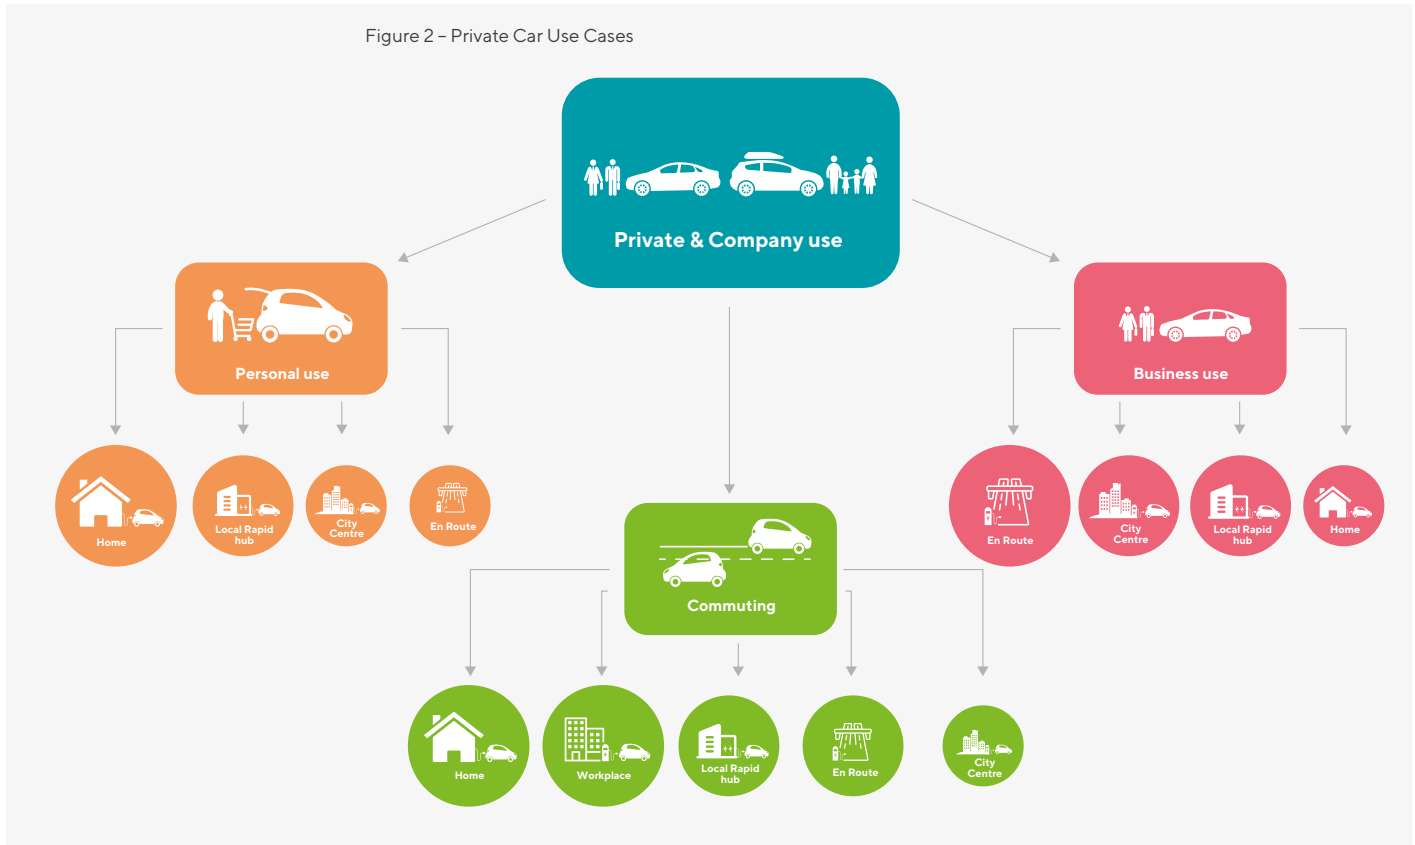 Figure 2 – Private Car Use Cases
Private & Company use
Personal use
Business use
Home
Local Rapid
hub
City
Centre
En Route
En Route
City
Centre
Local Rapid
hub
Home
Commuting
Home
Workplace
Local Rapid
hub
En Route
City
Centre